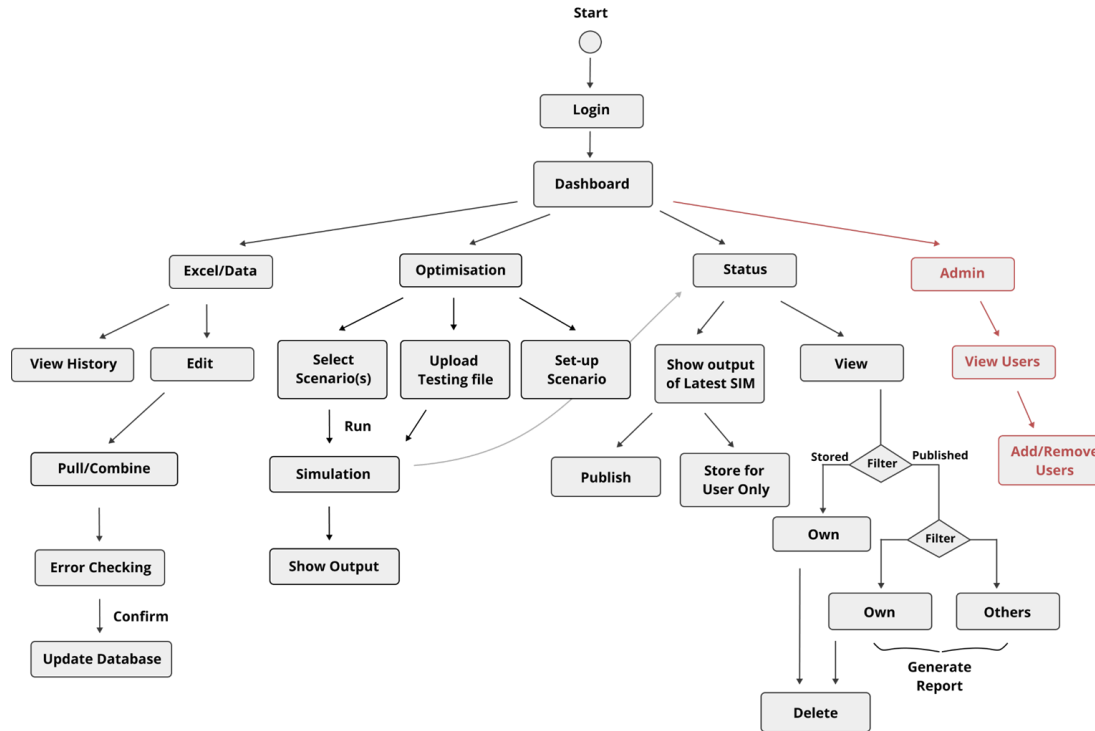 Start
Login
Dashboard
Excel/Data
Optimisation
Status
Admin
View History
Edit
Select
Scenario(s)
Upload
Testing file
Set-up
Scenario
Show output
of Latest SIM
View
View Users
Run
Pull/Combine
Simulation
Publish
Store for
User Only
Stored
Filter
Published
Add/Remove
Users
Own
Filter
Error Checking
Show Output
Confirm
Own
Others
Update Database
Generate
Report
Delete